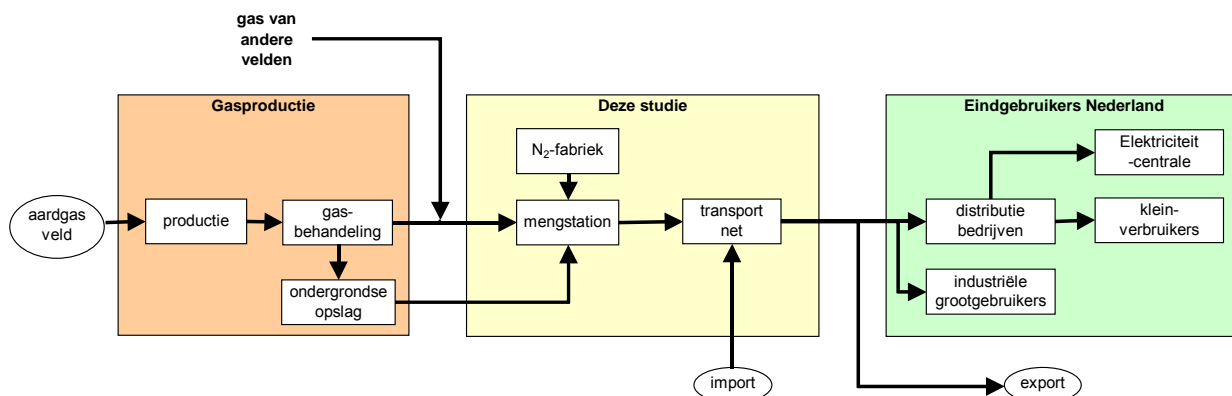 gas van
andere
velden
Gasproductie
Deze studie
Eindgebruikers Nederland
N2-fabriek
Elektriciteit
-centrale
aardgas
veld
productie
gas-
behandeling
mengstation
transport
net
distributie
bedrijven
klein-
verbruikers
ondergrondse
opslag
industriële
grootgebruikers
import
export